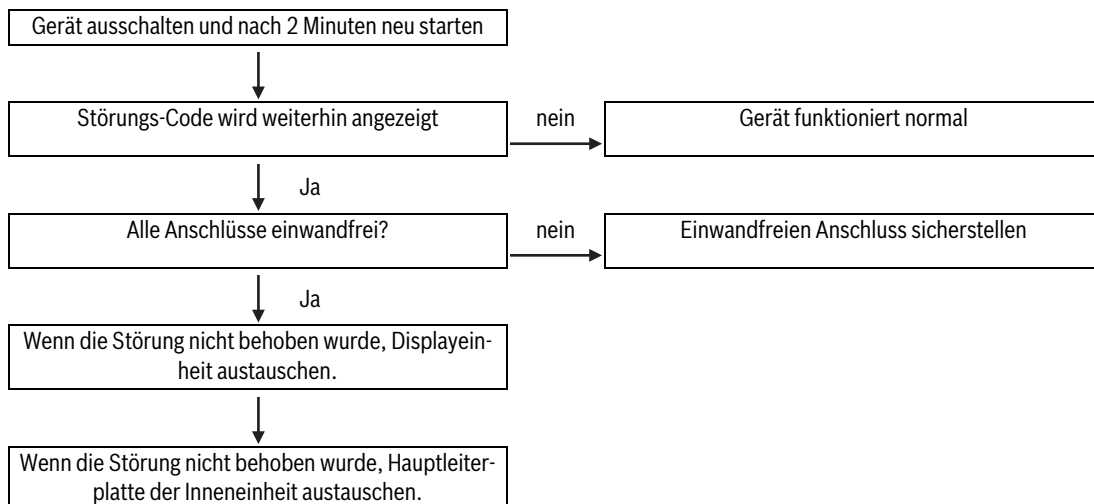 Gerät ausschalten und nach 2 Minuten neu starten
Störungs-Code wird weiterhin angezeigt
nein
Gerät funktioniert normal
Ja
Alle Anschlüsse einwandfrei?
nein
Einwandfreien Anschluss sicherstellen
Ja
Wenn die Störung nicht behoben wurde, Displayein-
heit austauschen.
Wenn die Störung nicht behoben wurde, Hauptleiter-
platte der Inneneinheit austauschen.